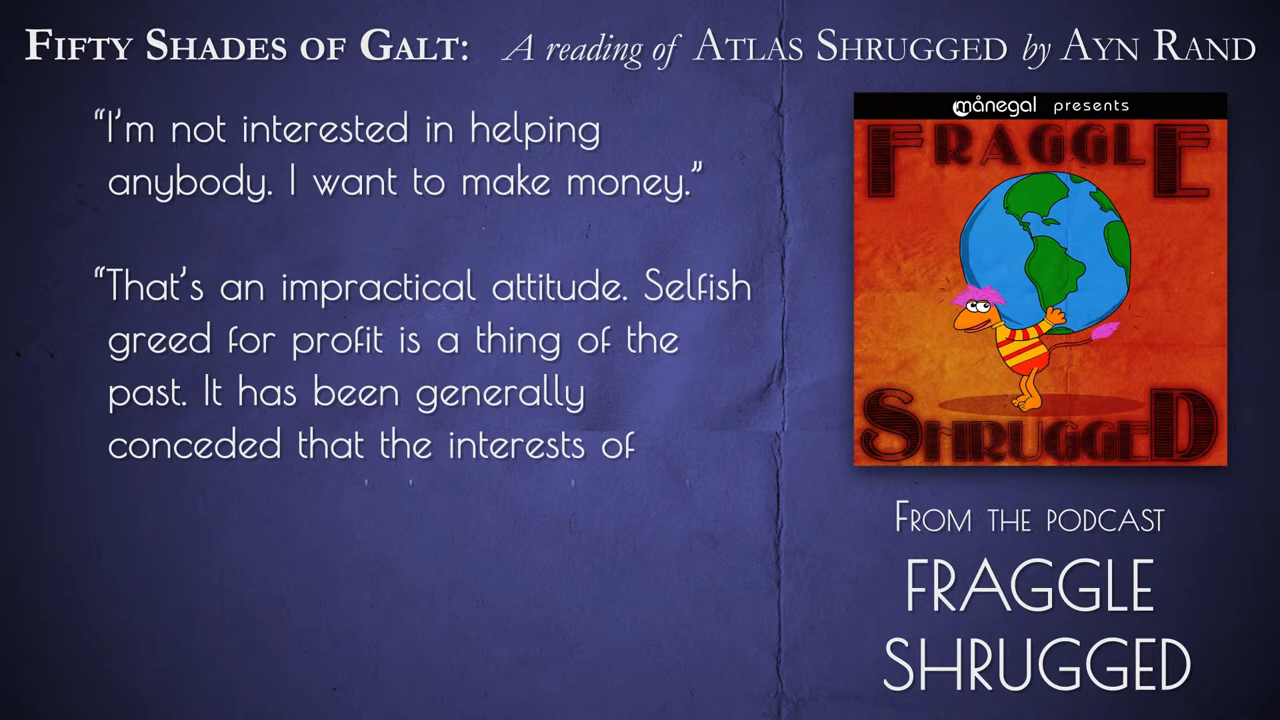 FIFTY SHADES OF GALT: A reading of ATLAS SHRUGGED by AYN RAND
“I’m not interested in helping
anybody. I want to make money.”
“That’s an impractical attitude. Selfish
greed for profit is a thing of the
past. It has been generally
conceded that the interests of
månegal presents
FRAGGLE
SHRUGGED
FROM THE PODCAST
FRAGGLE
SHRUGGED